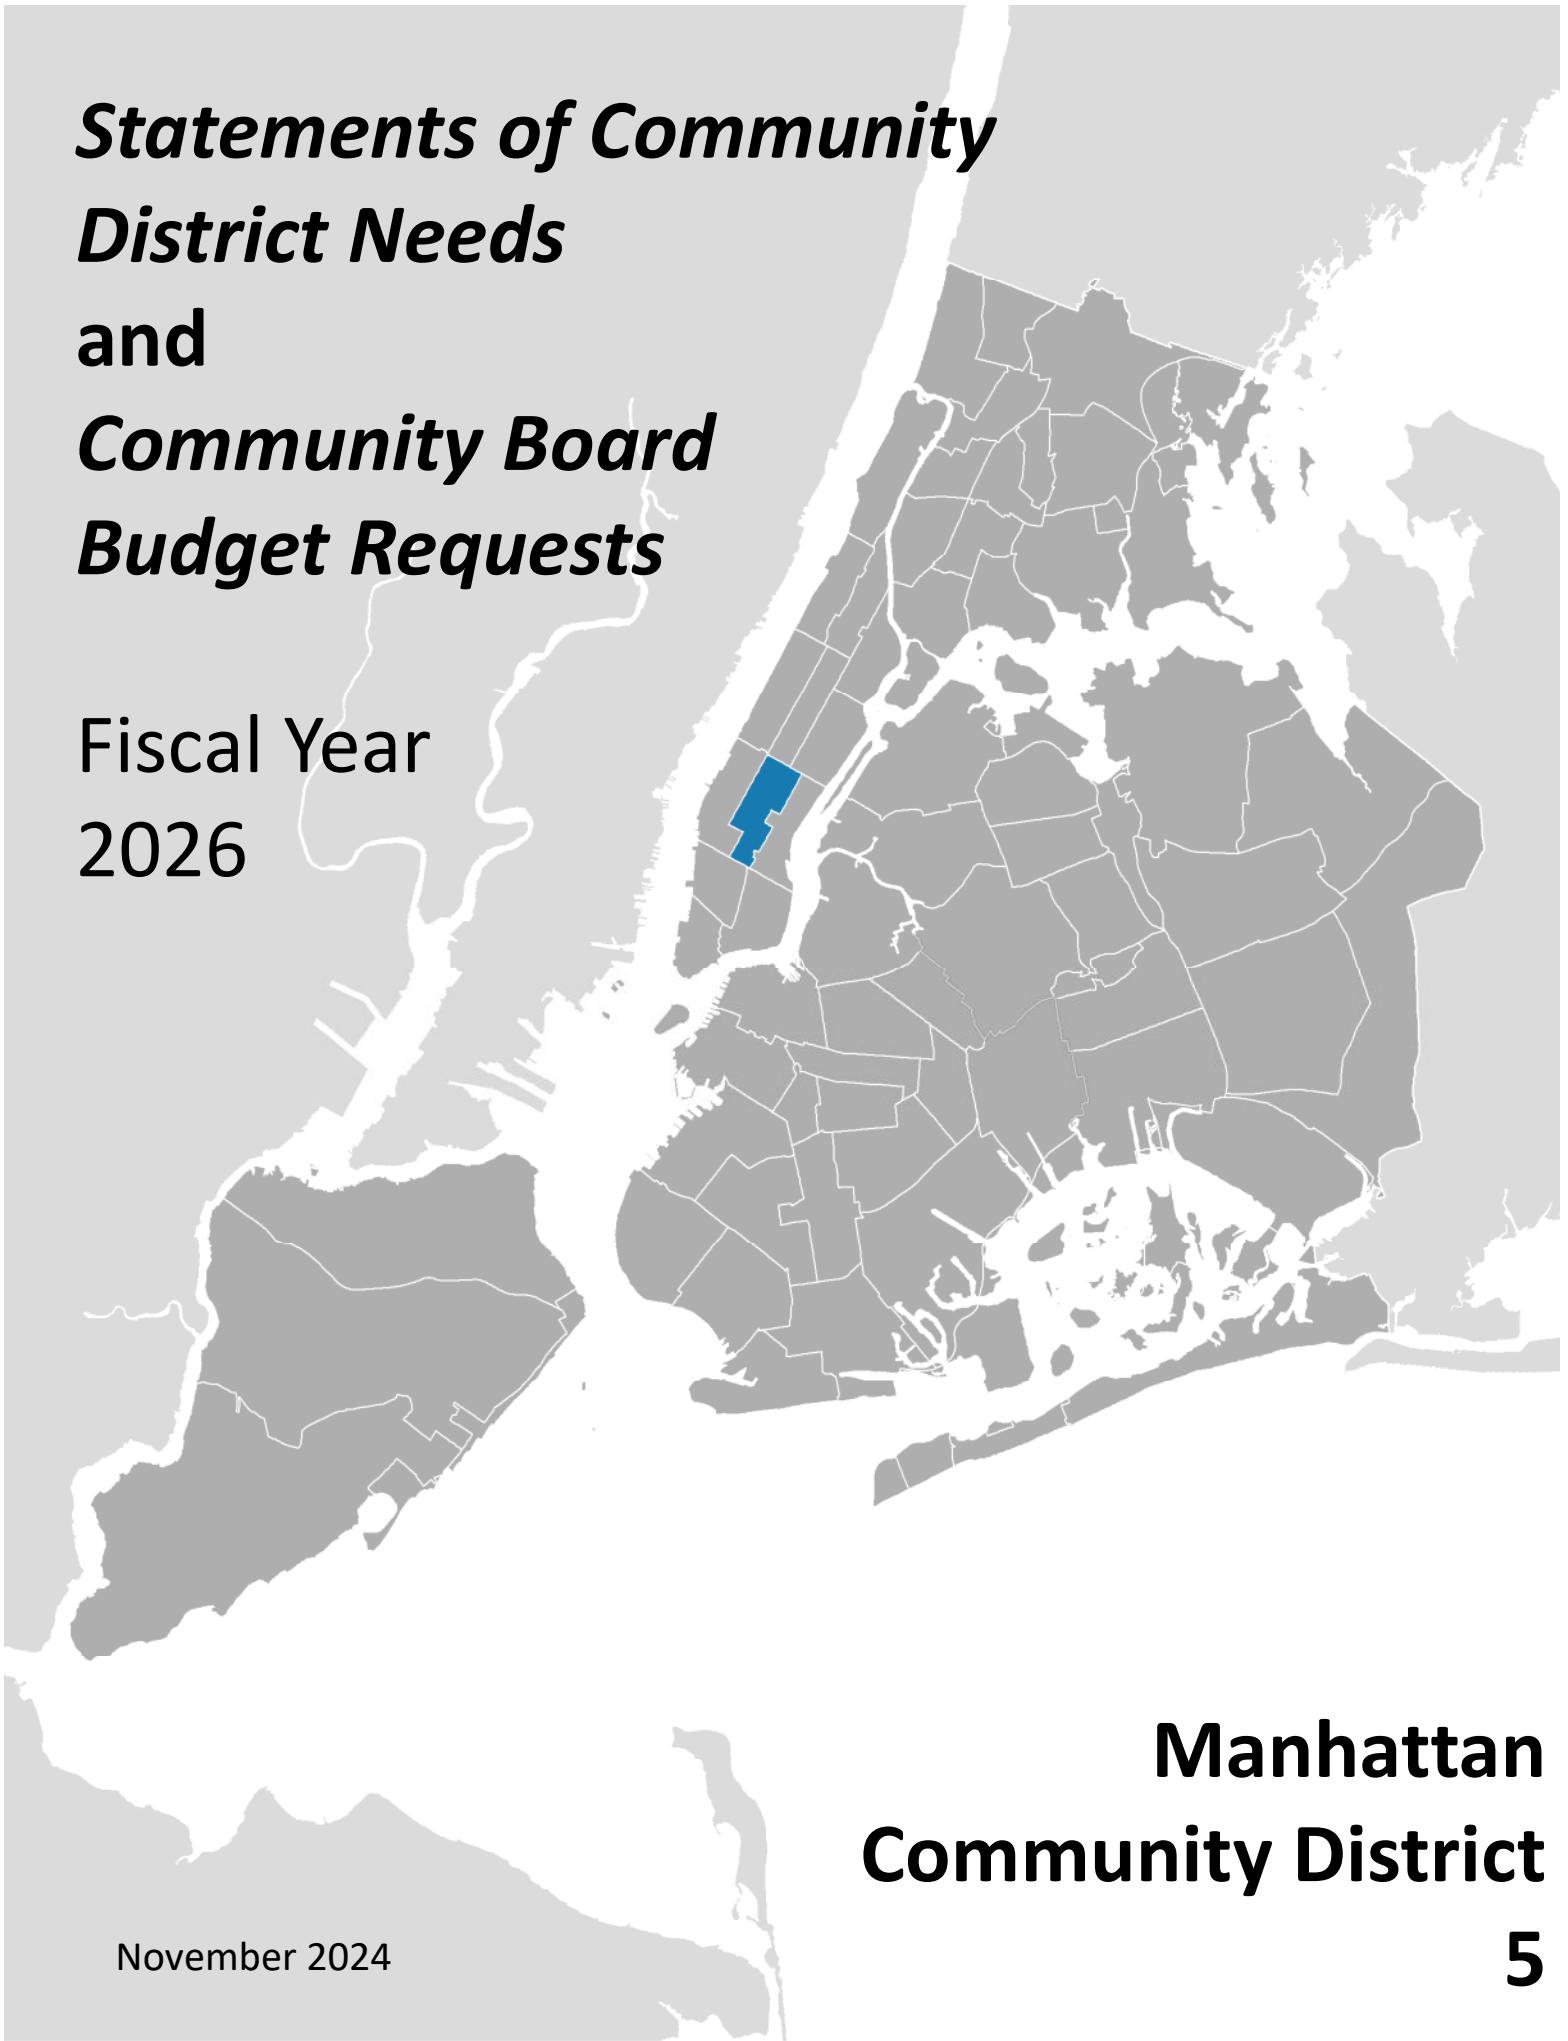 Statements of Community
District Needs
and
Community Board
Budget Requests
Fiscal Year
2026
Manhattan
Community District
5
November 2024